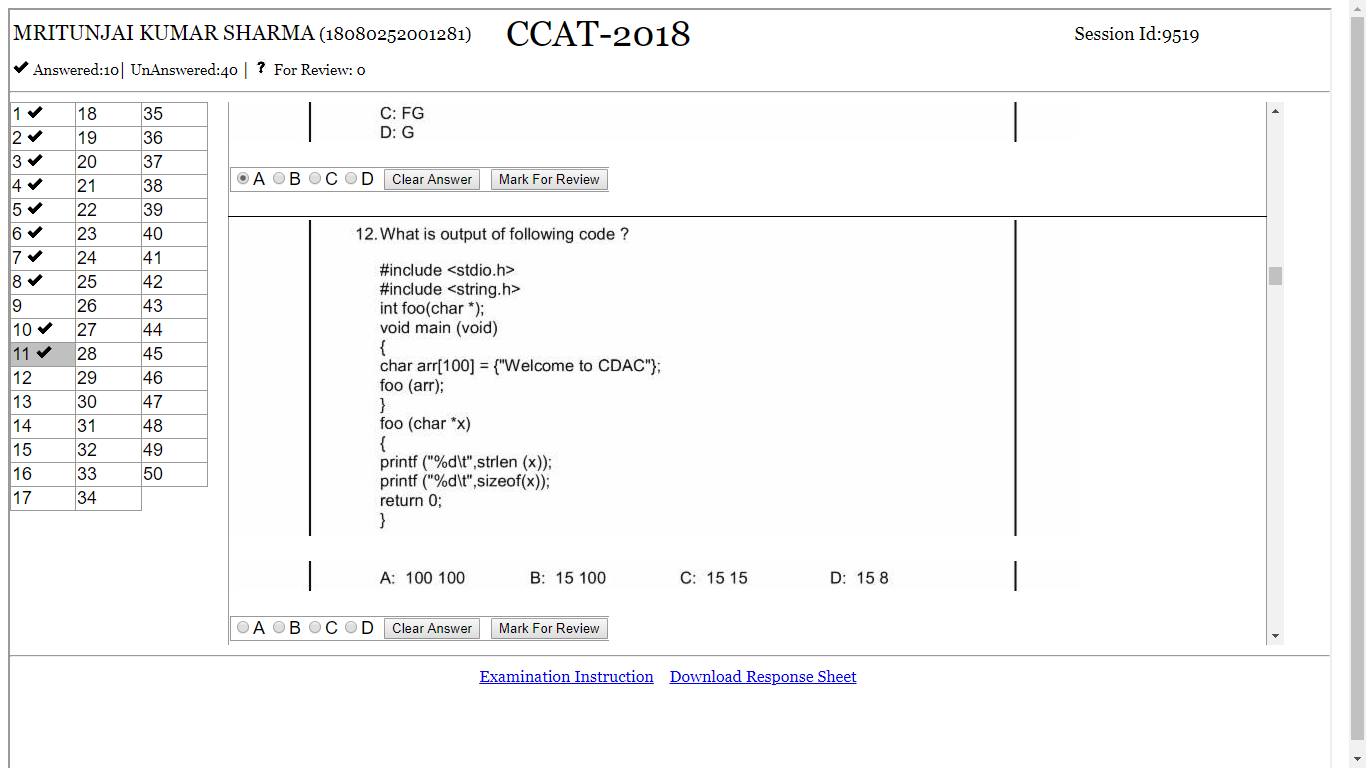 MRITUNJAI KUMAR SHARMA (18080252001281) CCAT-2018 Session Id:9519
✔ Answered:10| UnAnswered:40 | ? For Review: 0
1 ✔ 18 35
2 ✔ 19 36
3 ✔ 20 37
4 ✔ 21 38
5 ✔ 22 39
6 ✔ 23 40
7 ✔ 24 41
8 ✔ 25 42
9 26 43
10 ✔ 27 44
11 ✔ 28 45
12 29 46
13 30 47
14 31 48
15 32 49
16 33 50
17 34
C: FG
D: G
A B C D Clear Answer Mark For Review
12. What is output of following code ?
#include <stdio.h>
#include <string.h>
int foo(char *);
void main (void)
{
char arr[100] = {"Welcome to CDAC"};
foo (arr);
}
foo (char *x)
{
printf ("%d\t",strlen (x));
printf ("%d\t",sizeof(x));
return 0;
}
A: 100 100 B: 15 100 C: 15 15 D: 15 8
A B C D Clear Answer Mark For Review
Examination Instruction Download Response Sheet